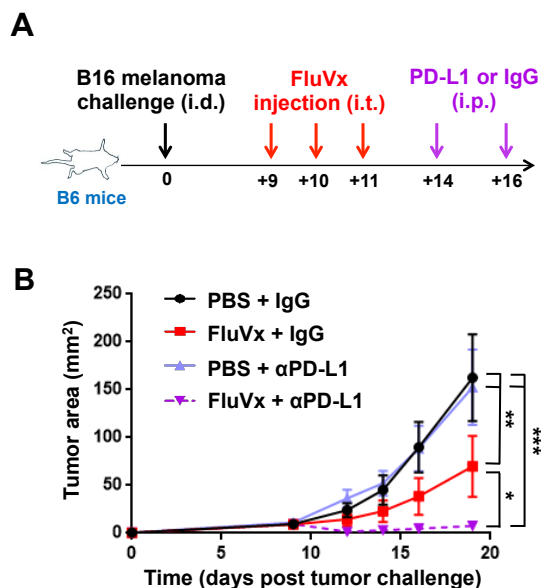 A
B16 melanoma
challenge (i.d.)
FluVx
injection (i.t.)
PD-L1 or IgG
(i.p.)
B6 mice
0
+9
+10
+11
+14
+16
B
PBS + IgG
FluVx + IgG
PBS + αPD-L1
FluVx + αPD-L1
Tumor area (mm²)
250
200
150
100
50
0
**
***
*
0
5
10
15
20
Time (days post tumor challenge)